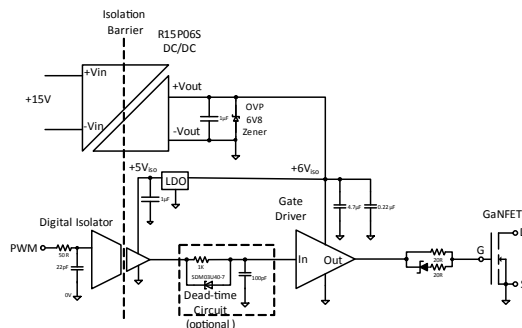 Isolation
Barrier
R15P06S
DC/DC
+Vin
+Vout
+15V
1µF
OVP
6V8
Zener
-Vin
-Vout
+5Viso
LDO
+6Viso
1µF
Gate
Driver
4.7µF
0.22µF
GaNFET
Digital Isolator
PWM
50R
22pF
0V
1K
SDM03U40-7
100pF
In
Out
20R
20R
G
D
S
Dead-time
Circuit
(optional)